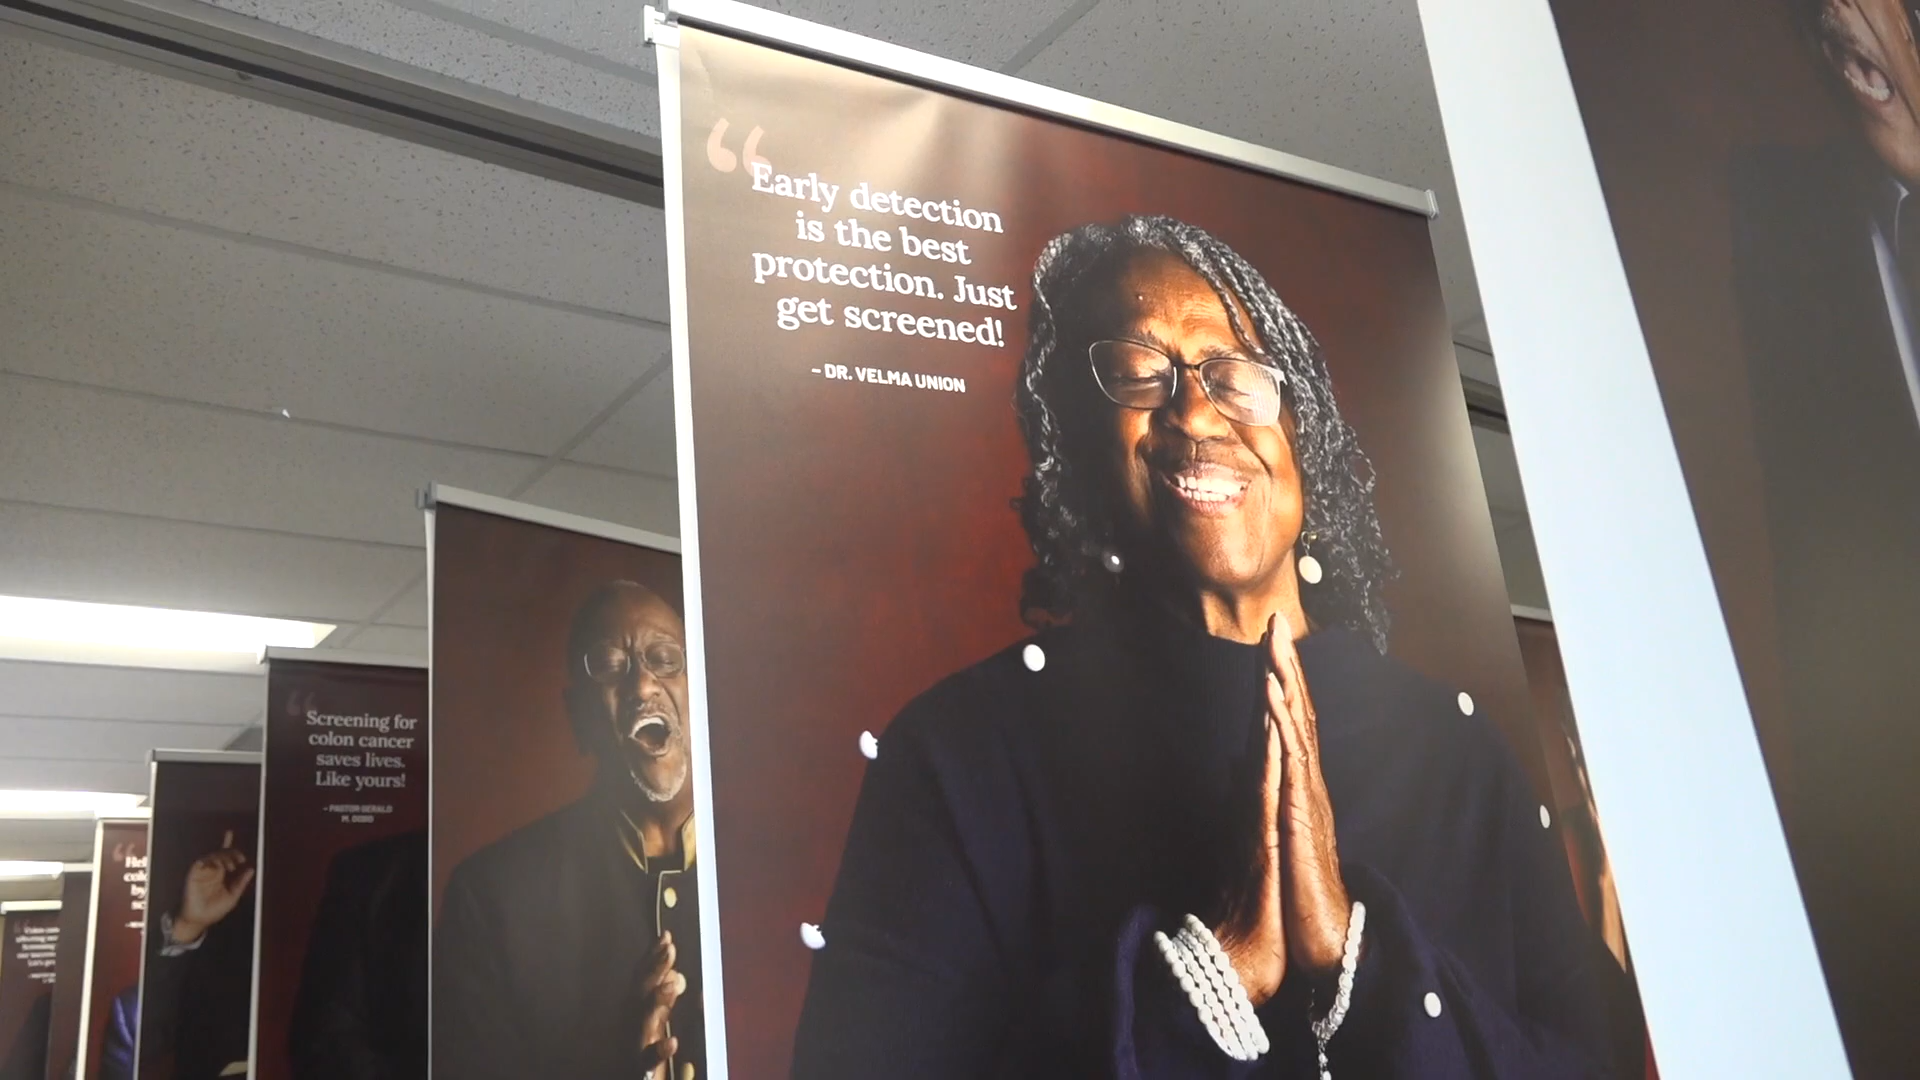 “
Early detection
is the best
protection. Just
get screened!
– DR. VELMA UNION
Screening for
colon cancer
saves lives.
Like yours!
– PASTOR GERALD